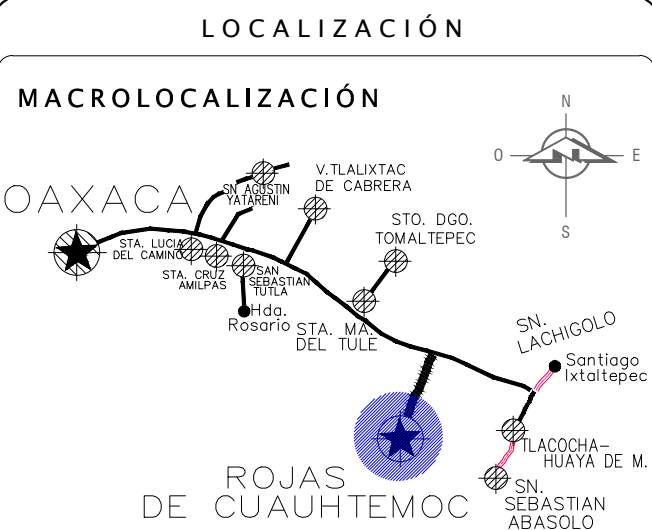 LOCALIZACIÓN
MACROLOCALIZACIÓN
N
O
E
S
OAXACA
SN AGUSTIN
YATARENI
V.TLALIXTAC
DE CABRERA
STO. DGO.
TOMALTEPEC
STA. LUCIA
DEL CAMINO
STA. CRUZ
AMILPAS
SAN
SEBASTIAN
TUTLA
Hda.
Rosario
STA. MA.
DEL TULE
SN.
LACHIGOLO
Santiago
Ixtaltepec
TLACOCHA-
HUAYA DE M.
SN.
SEBASTIAN
ABASOLO
ROJAS
DE CUAUHTEMOC